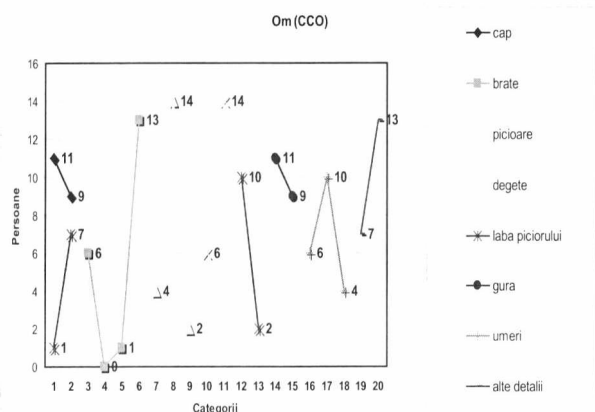 Om (CCO)
16
14
12
10
8
6
4
2
0
Persoane
11
9
7
1
6
0
1
13
4
14
2
6
14
10
2
11
9
6
10
4
7
13
1 2 3 4 5 6 7 8 9 10 11 12 13 14 15 16 17 18 19 20
Categorii
cap
brate
picioare
degete
laba piciorului
gura
umeri
alte detalii